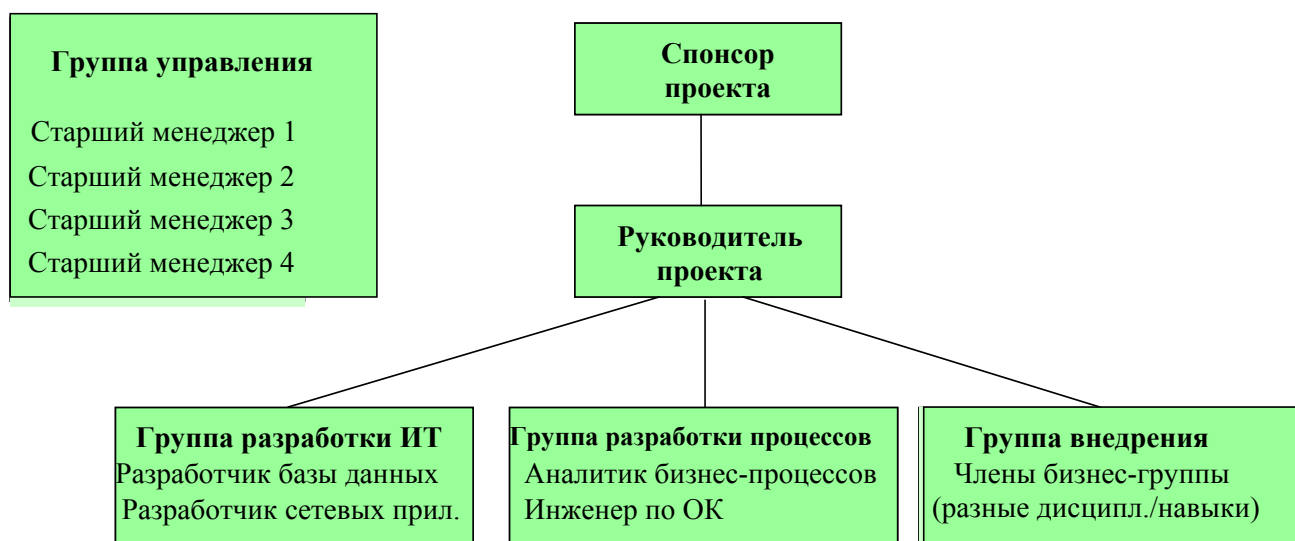 Группа управления
Старший менеджер 1
Старший менеджер 2
Старший менеджер 3
Старший менеджер 4
Спонсор
проекта
Руководитель
проекта
Группа разработки ИТ
Разработчик базы данных
Разработчик сетевых прил.
Группа разработки процессов
Аналитик бизнес-процессов
Инженер по ОК
Группа внедрения
Члены бизнес-группы
(разные дисципл./навыки)